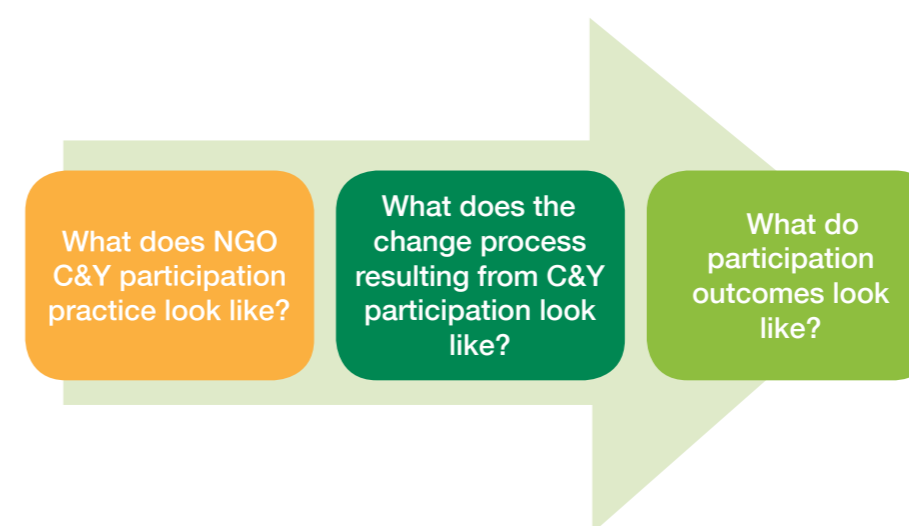 What does NGO
C&Y participation
practice look like?
What does the
change process
resulting from C&Y
participation look
like?
What do
participation
outcomes look
like?